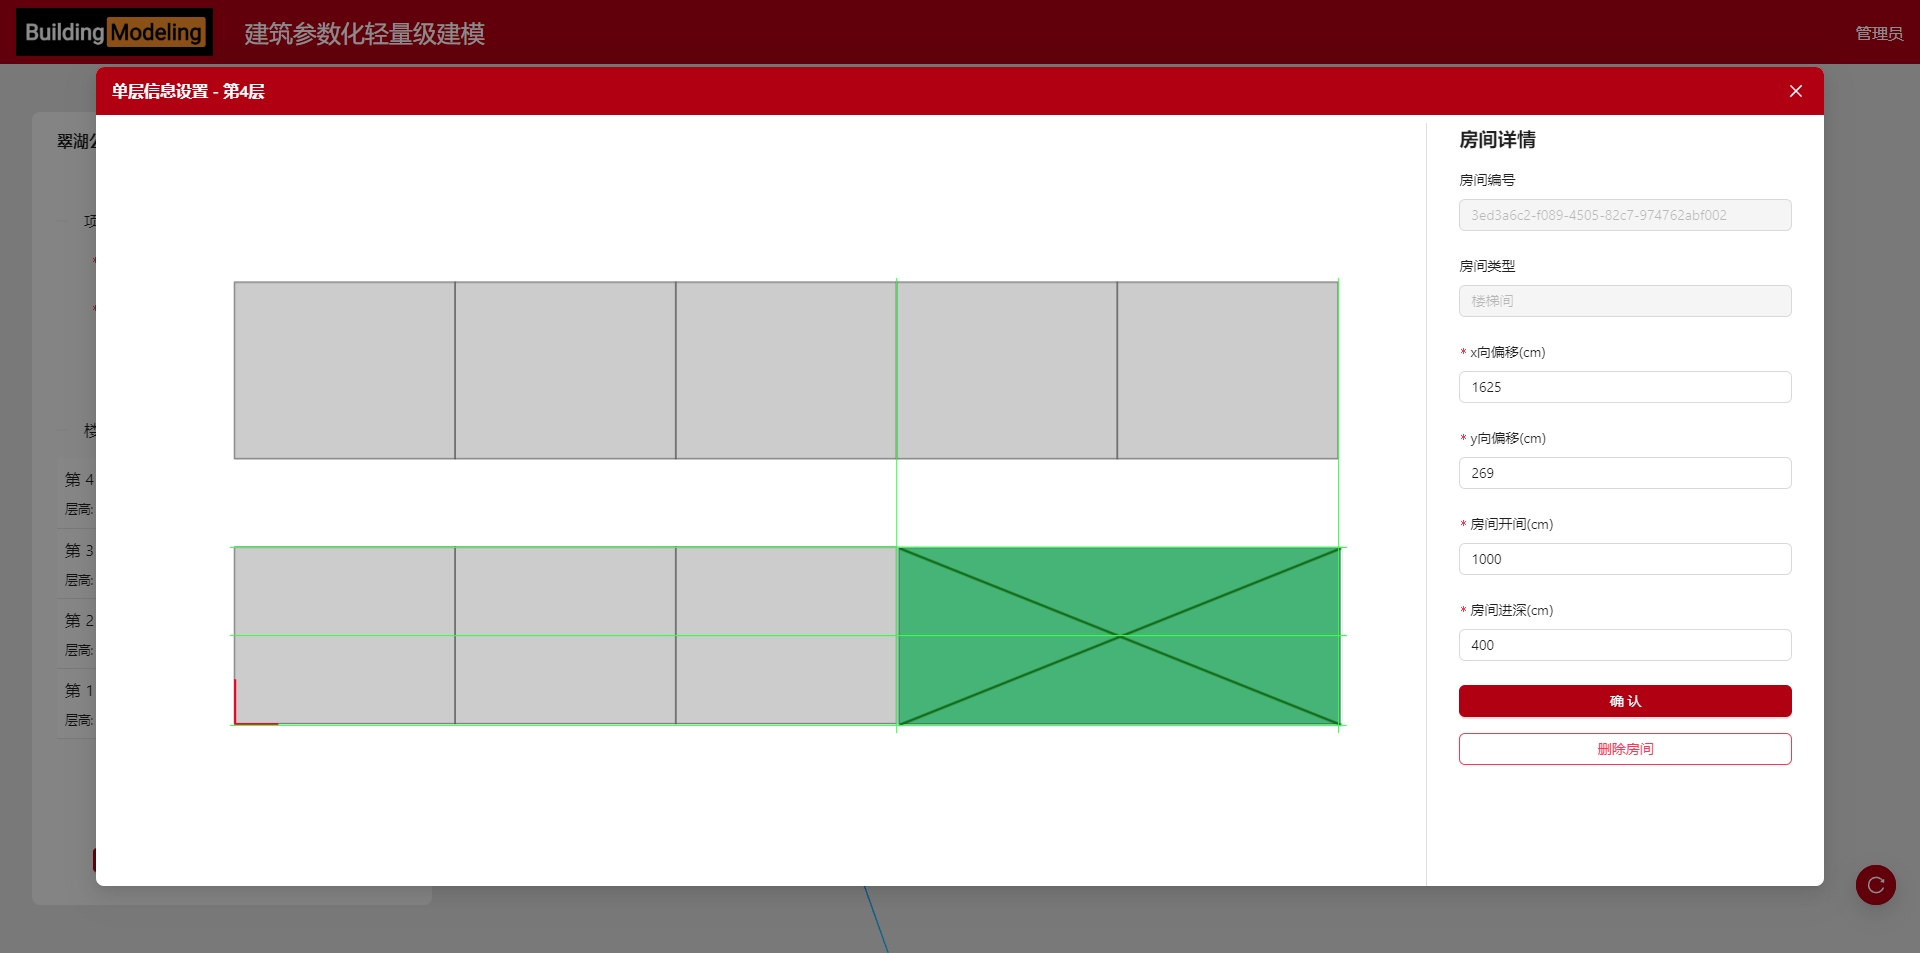 Building Modeling
建筑参数化轻量级建模
管理员
单层信息设置 - 第4层
翠湖
项
*
*
楼
第 4
层高:
第 3
层高:
第 2
层高:
第 1
层高:
房间详情
房间编号
3ed3a6c2-f089-4505-82c7-974762abf002
房间类型
楼梯间
* x向偏移(cm)
1625
* y向偏移(cm)
269
* 房间开间(cm)
1000
* 房间进深(cm)
400
确 认
删除房间